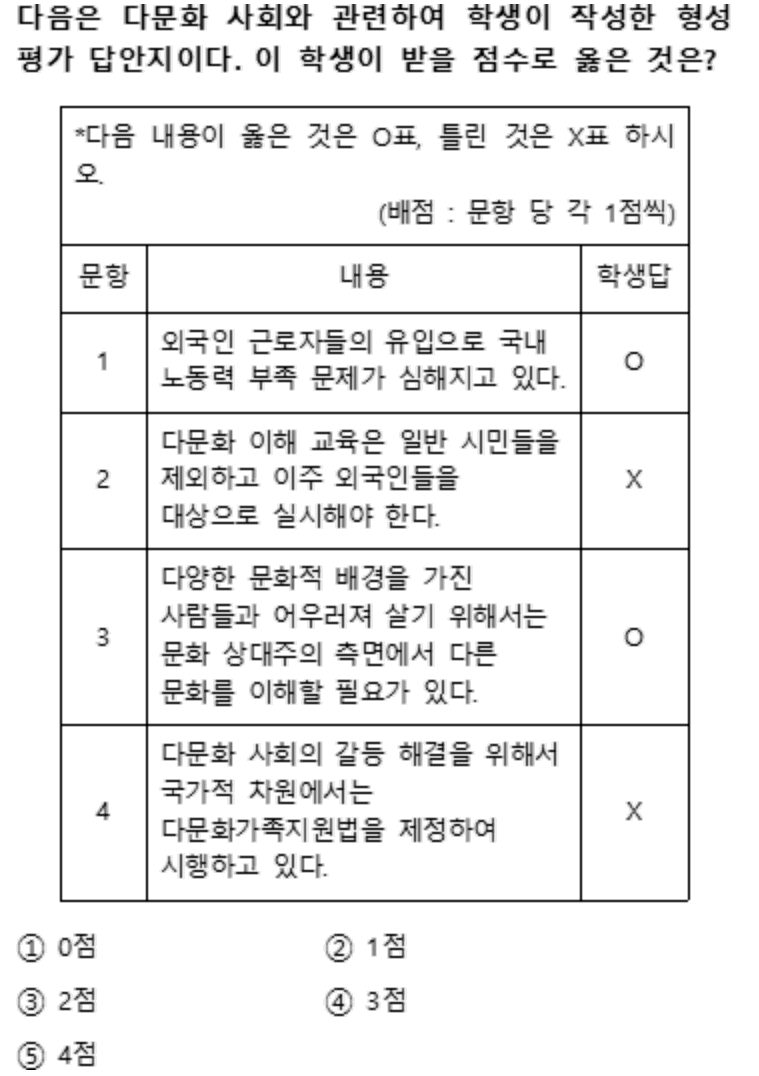 다음은 다문화 사회와 관련하여 학생이 작성한 형성
평가 답안지이다. 이 학생이 받을 점수로 옳은 것은?
*다음 내용이 옳은 것은 O표, 틀린 것은 X표 하시
오.
(배점 : 문항 당 각 1점씩)
문항 내용 학생답
1 외국인 근로자들의 유입으로 국내
노동력 부족 문제가 심해지고 있다. O
2 다문화 이해 교육은 일반 시민들을
제외하고 이주 외국인들을
대상으로 실시해야 한다. X
3 다양한 문화적 배경을 가진
사람들과 어우러져 살기 위해서는
문화 상대주의 측면에서 다른
문화를 이해할 필요가 있다. O
4 다문화 사회의 갈등 해결을 위해서
국가적 차원에서는
다문화가족지원법을 제정하여
시행하고 있다. X
① 0점 ② 1점
③ 2점 ④ 3점
⑤ 4점